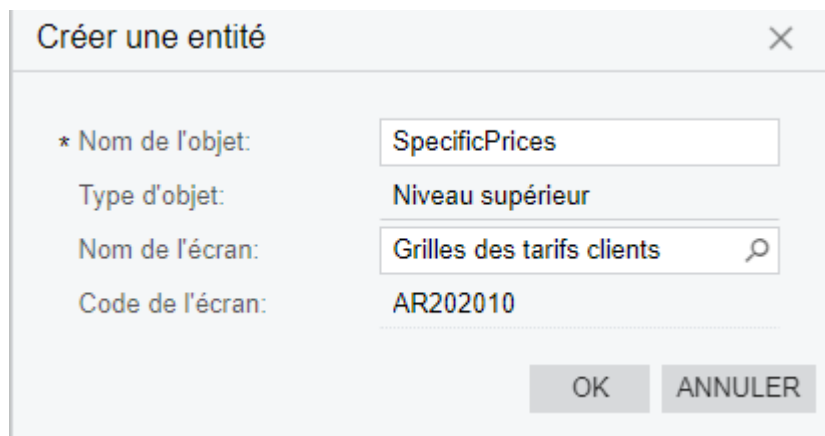 Créer une entité
* Nom de l'objet: SpecificPrices
Type d'objet: Niveau supérieur
Nom de l'écran: Grilles des tarifs clients
Code de l'écran: AR202010
OK ANNULER